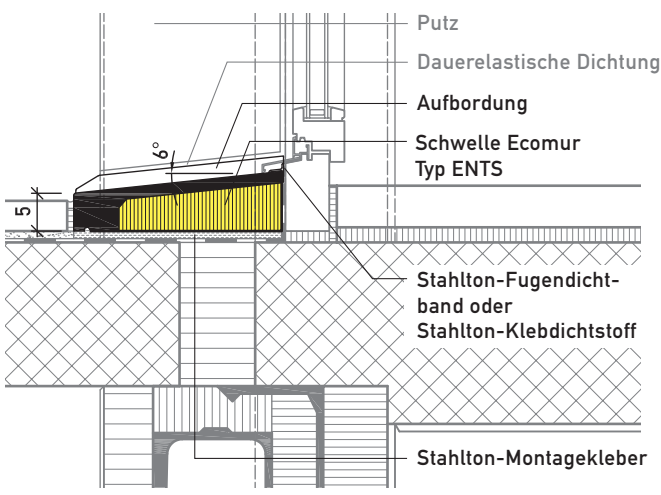 Putz
Dauerelastische Dichtung
Aufbordung
6°
Schwelle Ecomur
Typ ENTS
5
Stahlton-Fugendicht-
band oder
Stahlton-Klebdichtstoff
Stahlton-Montagekleber